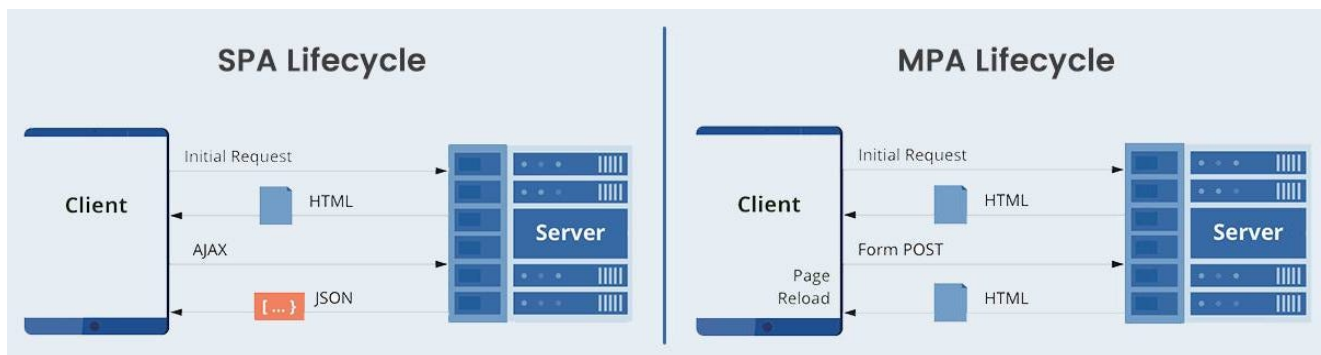 SPA Lifecycle
Initial Request
Client
HTML
Server
AJAX
JSON
[ ... }
MPA Lifecycle
Initial Request
Client
HTML
Server
Form POST
Page
Reload
HTML